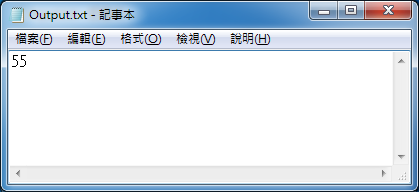 Output.txt - 記事本
檔案(F) 編輯(E) 格式(O) 檢視(V) 說明(H)
55